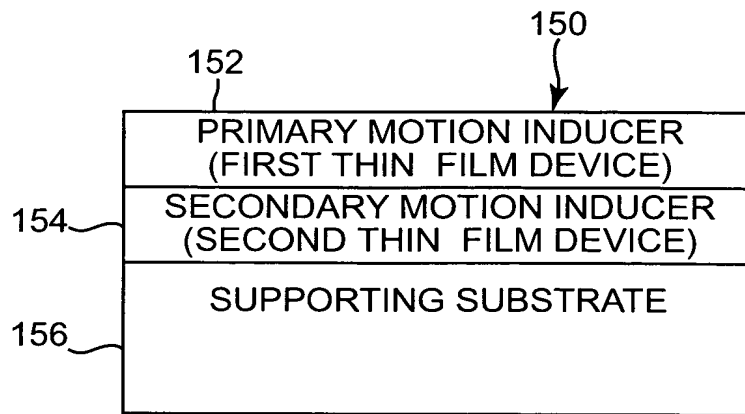 150
152
PRIMARY MOTION INDUCER
(FIRST THIN FILM DEVICE)
154
SECONDARY MOTION INDUCER
(SECOND THIN FILM DEVICE)
SUPPORTING SUBSTRATE
156